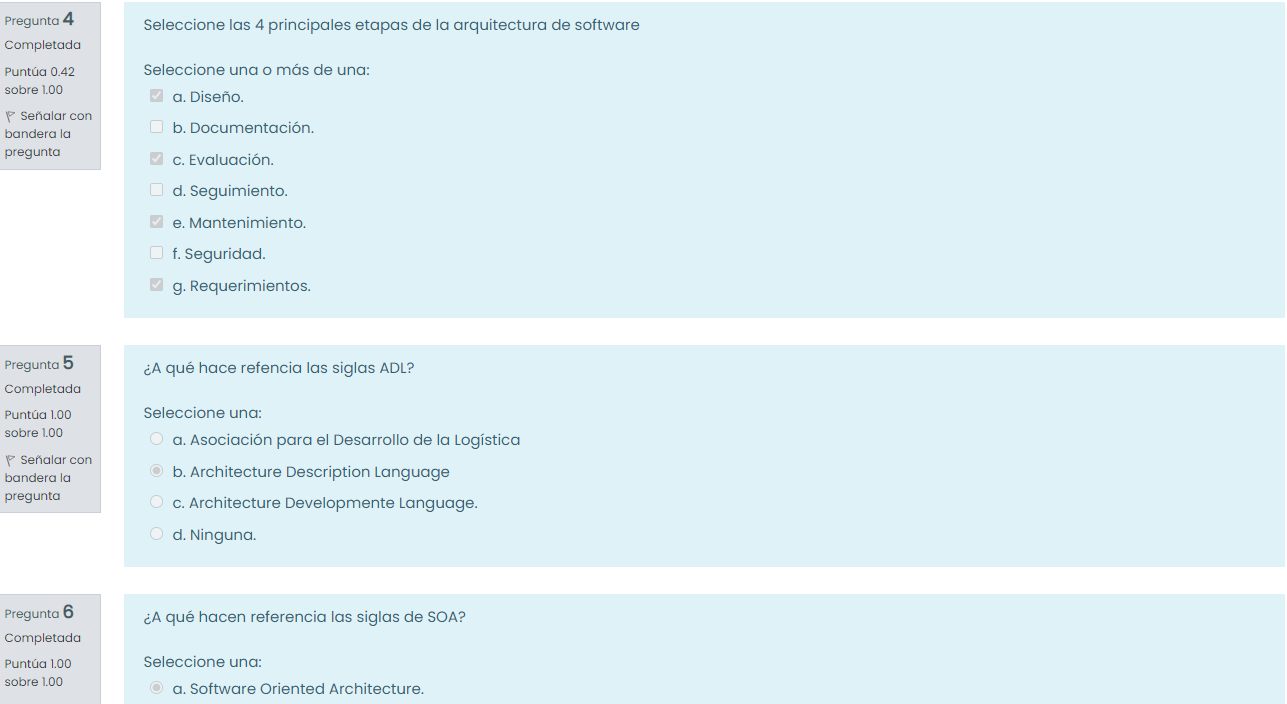 Pregunta 4
Completada
Puntúa 0.42
sobre 1.00
Señalar con
bandera la
pregunta
Seleccione las 4 principales etapas de la arquitectura de software
Seleccione una o más de una:
a. Diseño.
b. Documentación.
c. Evaluación.
d. Seguimiento.
e. Mantenimiento.
f. Seguridad.
g. Requerimientos.
Pregunta 5
Completada
Puntúa 1.00
sobre 1.00
Señalar con
bandera la
pregunta
¿A qué hace refencia las siglas ADL?
Seleccione una:
a. Asociación para el Desarrollo de la Logística
b. Architecture Description Language
c. Architecture Developmente Language.
d. Ninguna.
Pregunta 6
Completada
Puntúa 1.00
sobre 1.00
¿A qué hacen referencia las siglas de SOA?
Seleccione una:
a. Software Oriented Architecture.